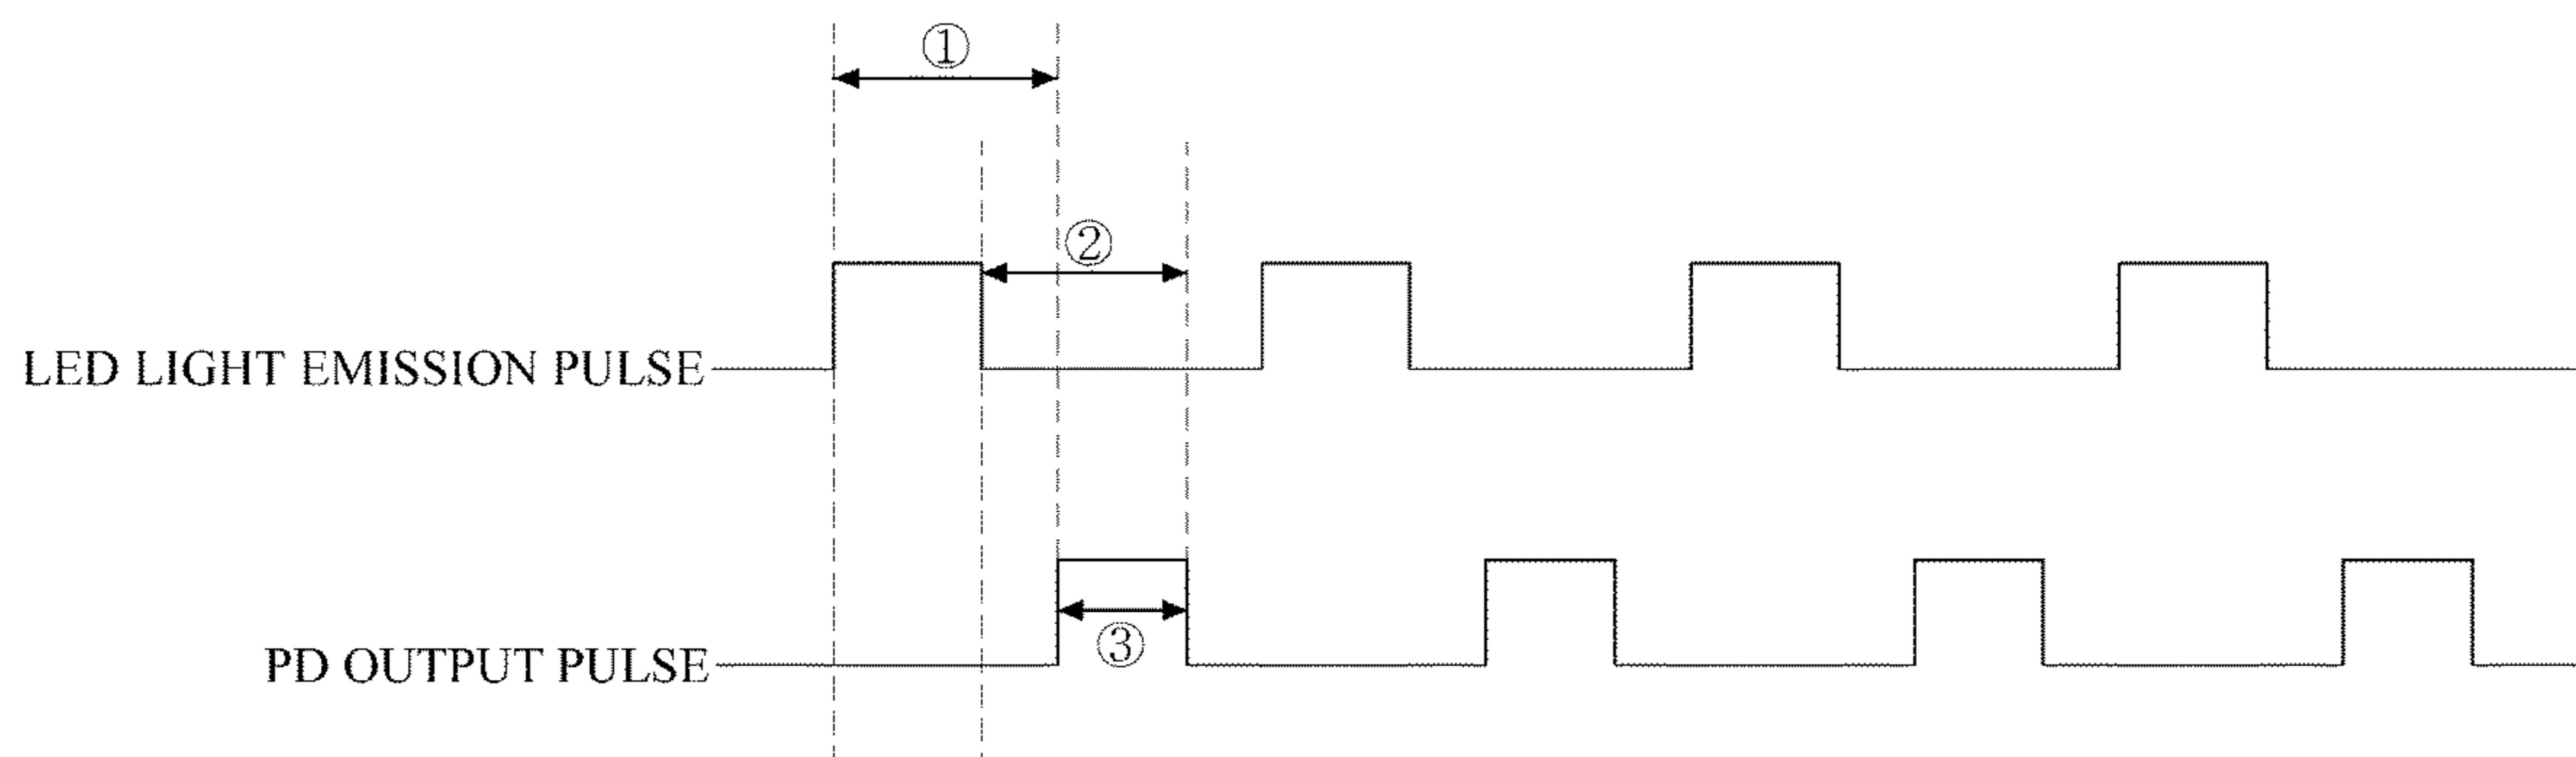 ①
②
LED LIGHT EMISSION PULSE
③
PD OUTPUT PULSE